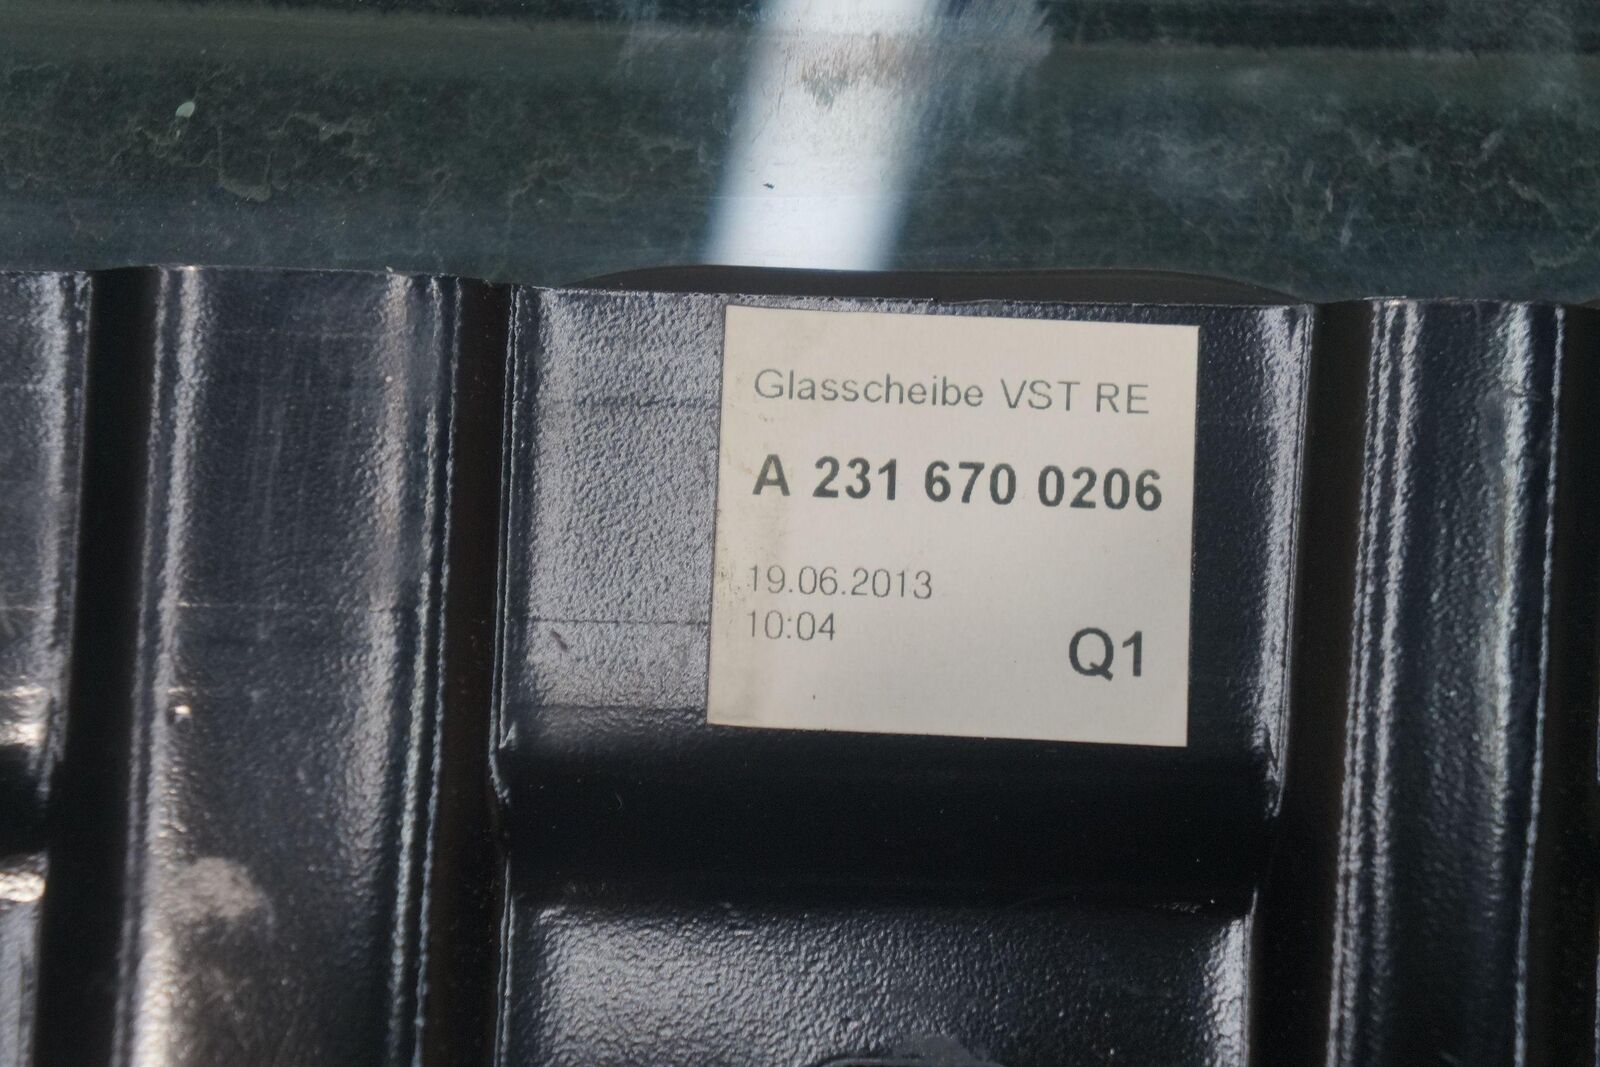 Glasscheibe VST RE
A 231 670 0206
19.06.2013
10:04
Q1